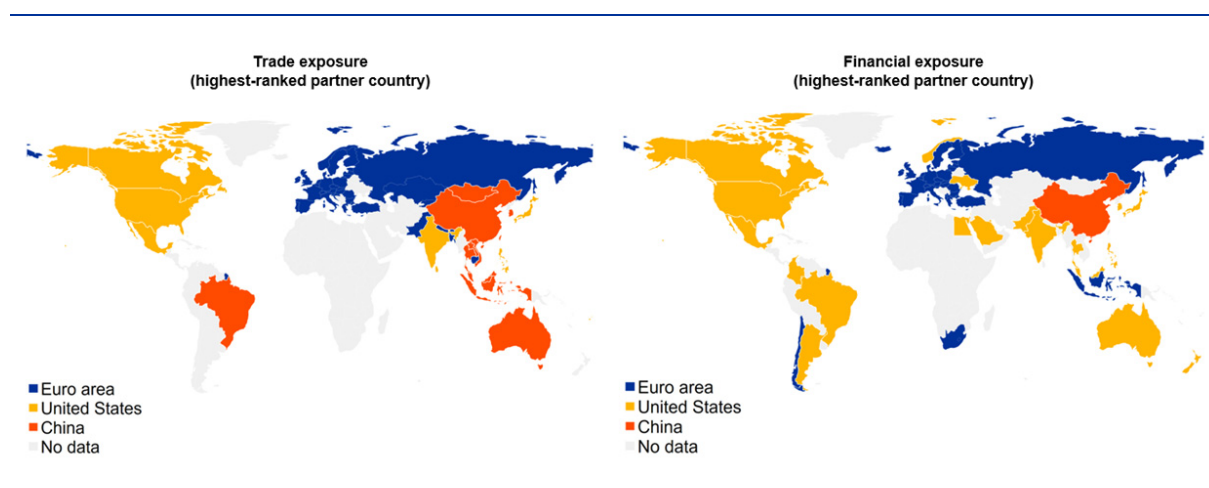 Trade exposure
(highest-ranked partner country)
Euro area
United States
China
No data
Financial exposure
(highest-ranked partner country)
Euro area
United States
China
No data